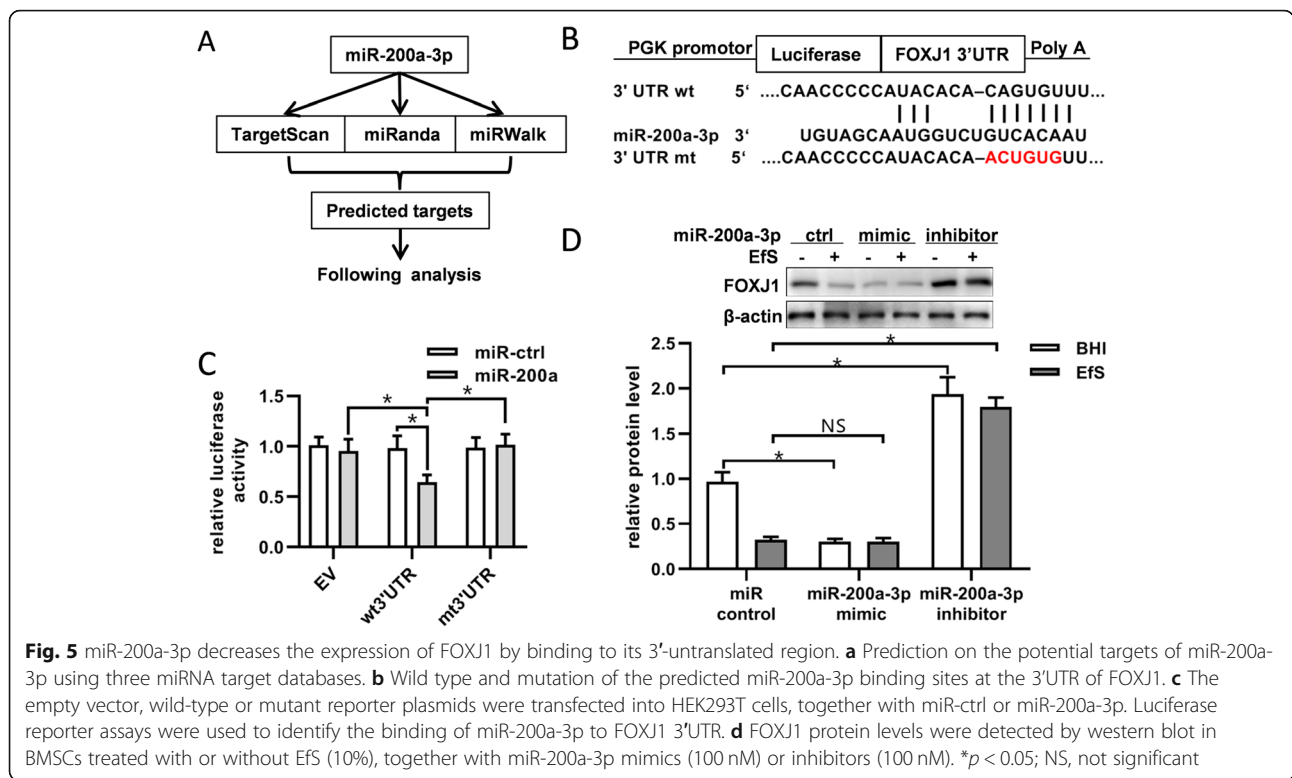 A
miR-200a-3p
TargetScan miRanda miRWalk
Predicted targets
Following analysis
B
PGK promotor Luciferase FOXJ1 3'UTR Poly A
3' UTR wt 5‘ ....CAACCCCCAUACACA–CAGUGUUU...
miR-200a-3p 3‘ UGUAGCAAUGGUCUGUCACAAU
3' UTR mt 5‘ ....CAACCCCCAUACACA–ACUGUGUU...
C
miR-ctrl
miR-200a
relative luciferase
activity
1.5
1.0
0.5
0.0
* * *
EV wt3'UTR mt3'UTR
D
miR-200a-3p ctrl mimic inhibitor
EfS - + - + - +
FOXJ1
β-actin
BHI
EfS
relative protein level
2.5
2.0
1.5
1.0
0.5
0.0
*
*
NS
*
miR
control
miR-200a-3p
mimic
miR-200a-3p
inhibitor
Fig. 5 miR-200a-3p decreases the expression of FOXJ1 by binding to its 3′-untranslated region. a Prediction on the potential targets of miR-200a-
3p using three miRNA target databases. b Wild type and mutation of the predicted miR-200a-3p binding sites at the 3'UTR of FOXJ1. c The
empty vector, wild-type or mutant reporter plasmids were transfected into HEK293T cells, together with miR-ctrl or miR-200a-3p. Luciferase
reporter assays were used to identify the binding of miR-200a-3p to FOXJ1 3'UTR. d FOXJ1 protein levels were detected by western blot in
BMSCs treated with or without EfS (10%), together with miR-200a-3p mimics (100 nM) or inhibitors (100 nM). *p < 0.05; NS, not significant